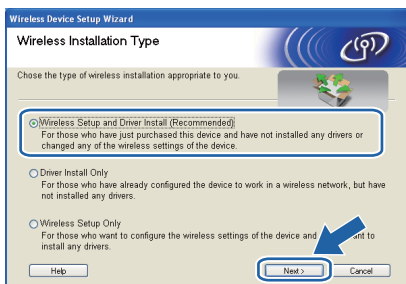 Wireless Device Setup Wizard
Wireless Installation Type
Chose the type of wireless installation appropriate to you.
Wireless Setup and Driver Install (Recommended)
For those who have just purchased this device and have not installed any drivers or
changed any of the wireless settings of the device.
Driver Install Only
For those who have already configured the device to work in a wireless network, but have
not installed any drivers.
Wireless Setup Only
For those who want to configure the wireless settings of the device and want to
install any drivers.
Help
Next >
Cancel